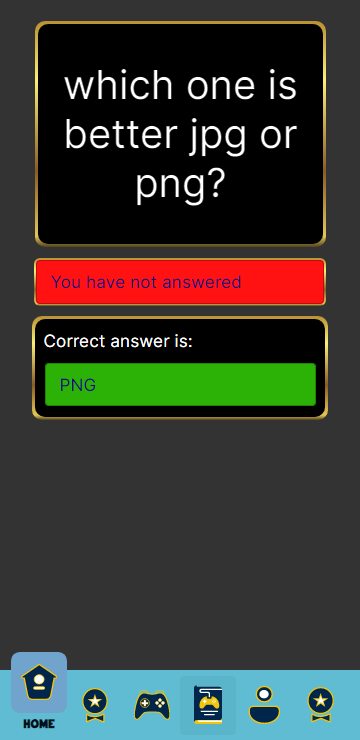 which one is
better jpg or
png?
You have not answered
Correct answer is:
PNG
HOME